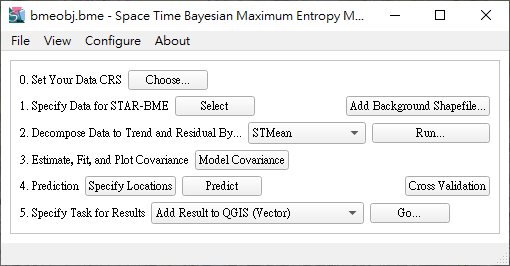 bmeobj.bme - Space Time Bayesian Maximum Entropy M...
File View Configure About
0. Set Your Data CRS Choose...
1. Specify Data for STAR-BME Select Add Background Shapefile...
2. Decompose Data to Trend and Residual By... STMean Run...
3. Estimate, Fit, and Plot Covariance Model Covariance
4. Prediction Specify Locations Predict Cross Validation
5. Specify Task for Results Add Result to QGIS (Vector) Go...